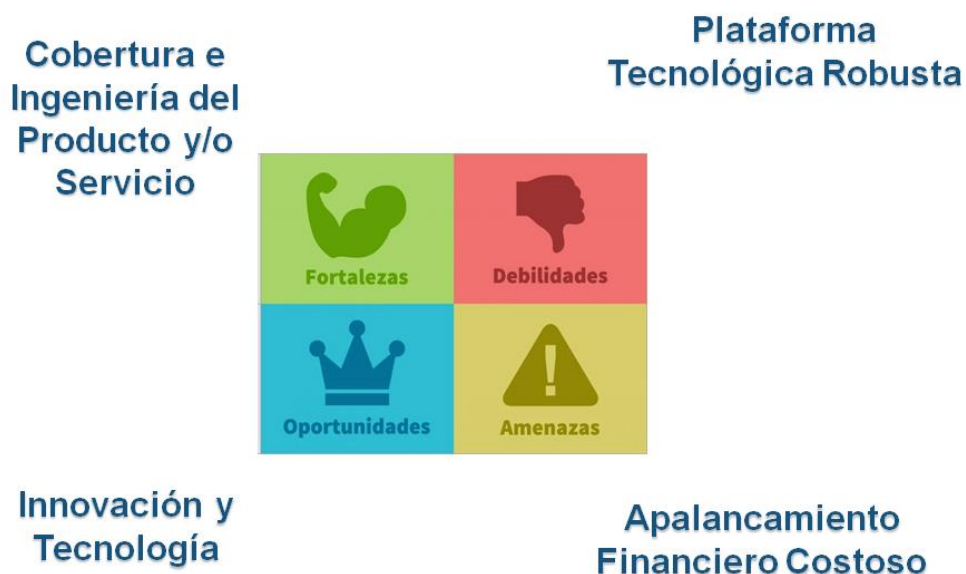 Cobertura e
Ingeniería del
Producto y/o
Servicio
Plataforma
Tecnológica Robusta
Fortalezas
Debilidades
Oportunidades
Amenazas
Innovación y
Tecnología
Apalancamiento
Financiero Costoso